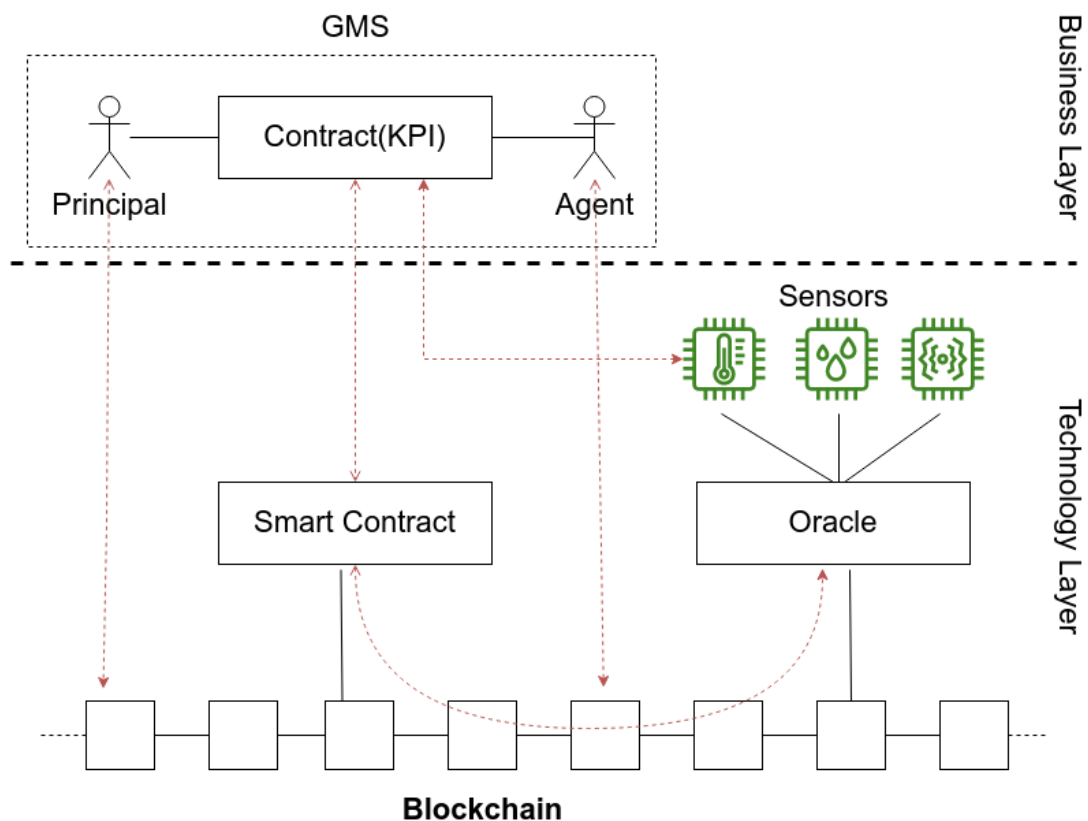 GMS
Business Layer
Contract(KPI)
Principal
Agent
Sensors
Technology Layer
Smart Contract
Oracle
Blockchain